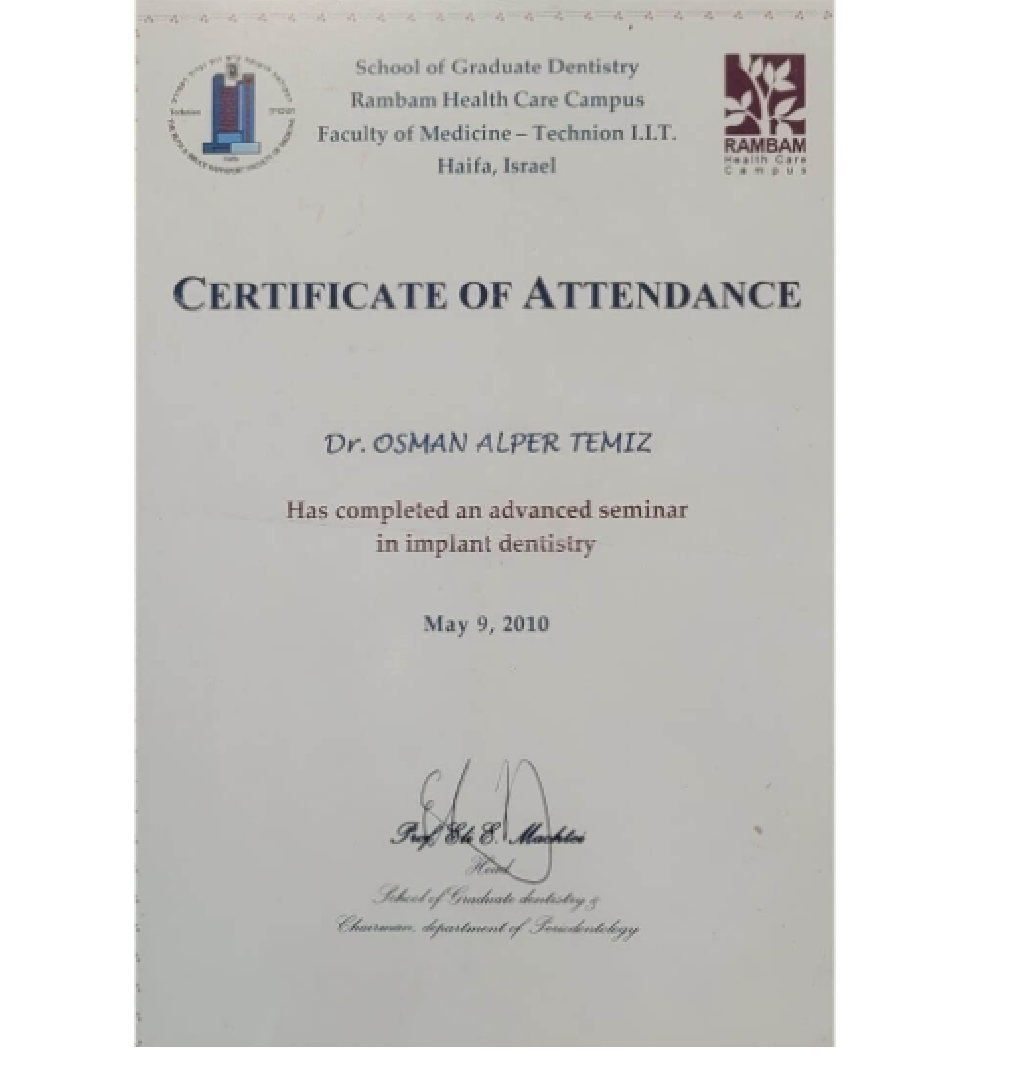 School of Graduate Dentistry
Rambam Health Care Campus
Faculty of Medicine – Technion I.I.T.
Haifa, Israel
Technion
RAMBAM
Health Care
Campus
CERTIFICATE OF ATTENDANCE
Dr. OSMAN ALPER TEMIZ
Has completed an advanced seminar
in implant dentistry
May 9, 2010
Prof. Eli E. Machtei
Head
School of Graduate dentistry &
Chairman, department of Periodontology